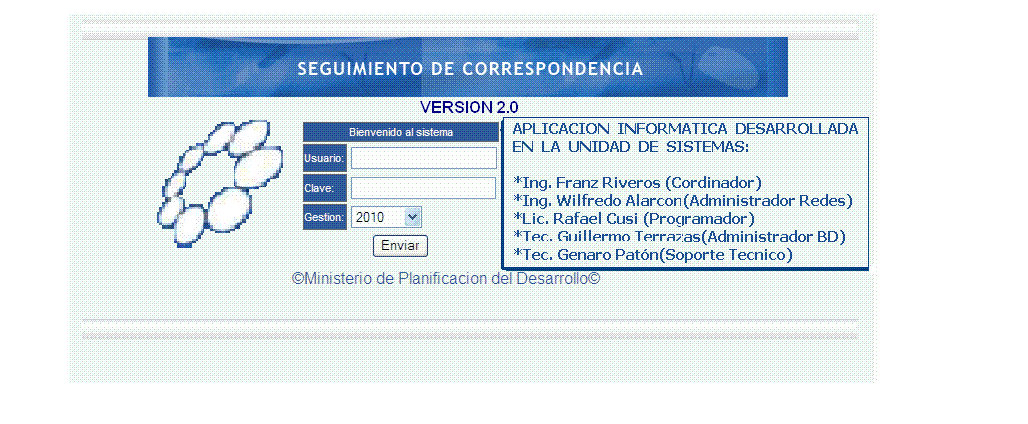 SEGUIMIENTO DE CORRESPONDENCIA
VERSION 2.0
Bienvenido al sistema
Usuario:
Clave:
Gestion: 2010
Enviar
APLICACION INFORMATICA DESARROLLADA
EN LA UNIDAD DE SISTEMAS:
*Ing. Franz Riveros (Cordinador)
*Ing. Wilfredo Alarcon(Administrador Redes)
*Lic. Rafael Cusi (Programador)
*Tec. Guillermo Terrazas(Administrador BD)
*Tec. Genaro Patón(Soporte Tecnico)
©Ministerio de Planificacion del Desarrollo©